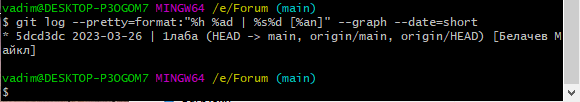 vadim@DESKTOP-P3OGOM7 MINGW64 /e/Forum (main)
$ git log --pretty=format:"%h %ad | %s%d [%an]" --graph --date=short
* 5dcd3dc 2023-03-26 | 1лаба (HEAD -> main, origin/main, origin/HEAD) [Белачев М
айкл]
vadim@DESKTOP-P3OGOM7 MINGW64 /e/Forum (main)
$